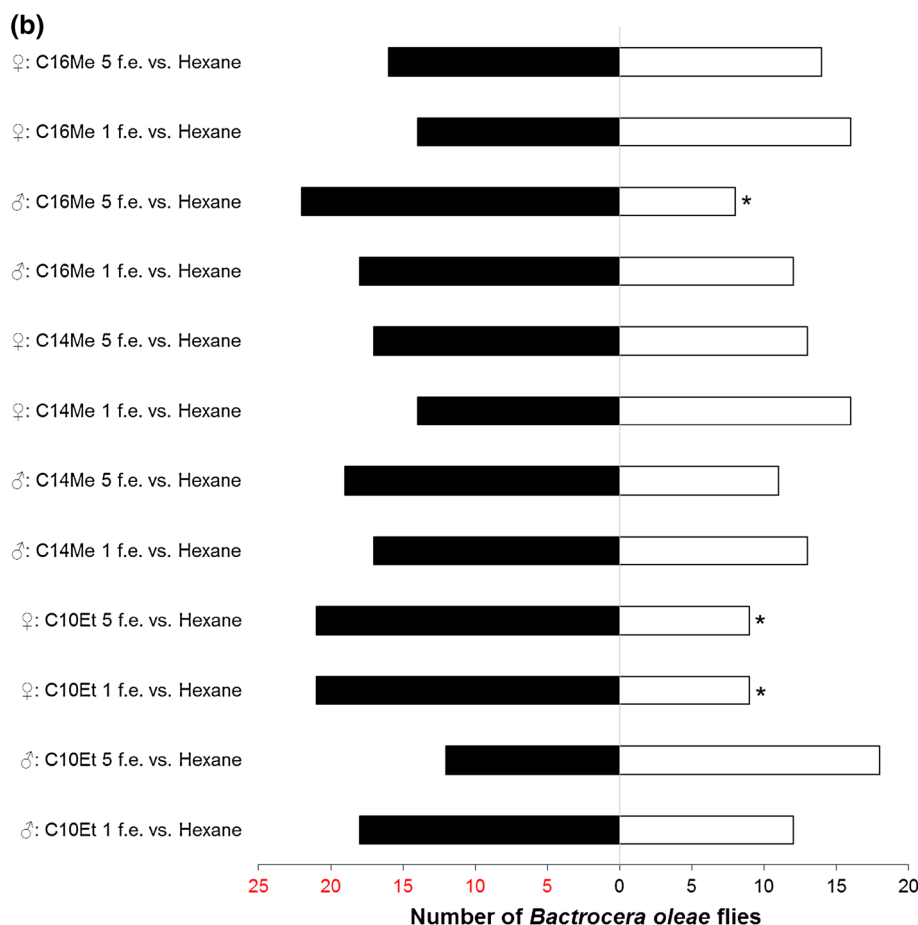 (b)
♀: C16Me 5 f.e. vs. Hexane
♀: C16Me 1 f.e. vs. Hexane
♂: C16Me 5 f.e. vs. Hexane *
♂: C16Me 1 f.e. vs. Hexane
♀: C14Me 5 f.e. vs. Hexane
♀: C14Me 1 f.e. vs. Hexane
♂: C14Me 5 f.e. vs. Hexane
♂: C14Me 1 f.e. vs. Hexane
♀: C10Et 5 f.e. vs. Hexane *
♀: C10Et 1 f.e. vs. Hexane *
♂: C10Et 5 f.e. vs. Hexane
♂: C10Et 1 f.e. vs. Hexane
25 20 15 10 5 0 5 10 15 20
Number of Bactrocera oleae flies